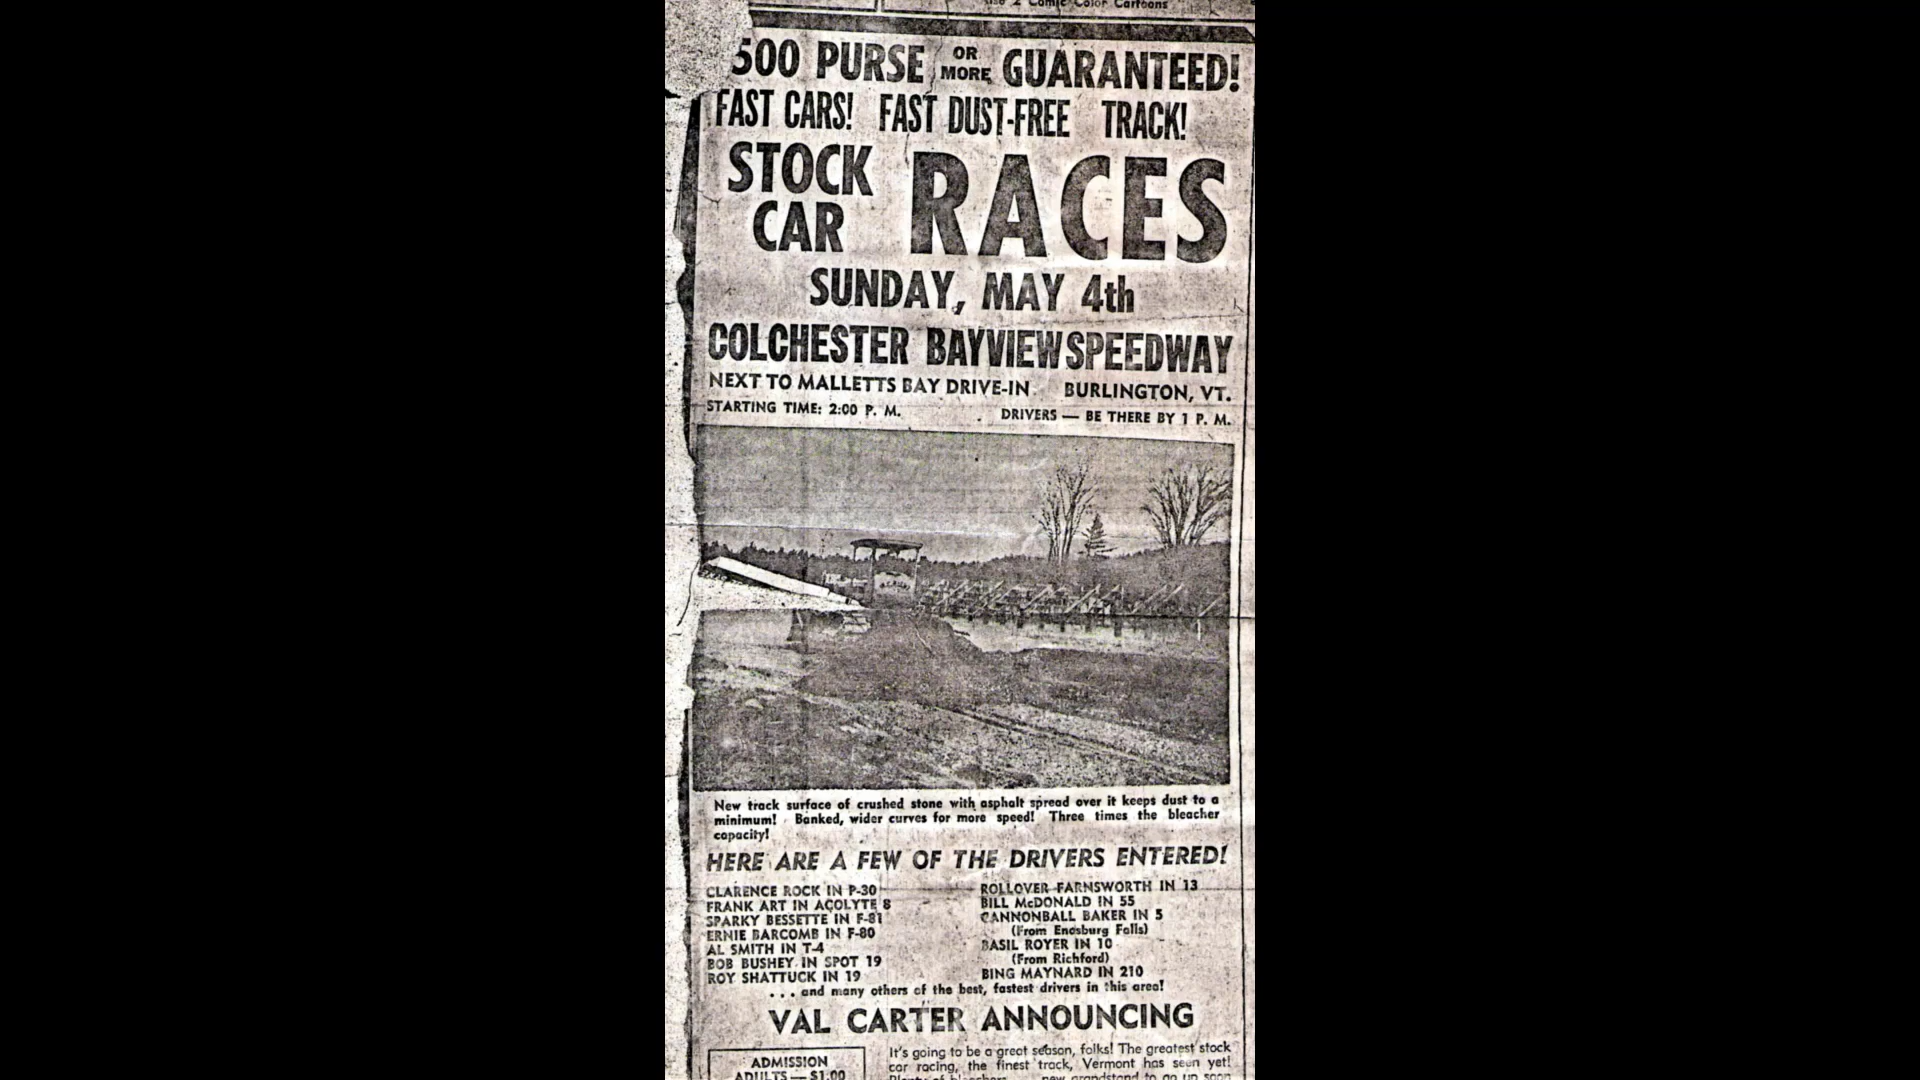 2 Comic Color Cartoons
500 PURSE OR MORE GUARANTEED!
FAST CARS! FAST DUST-FREE TRACK!
STOCK CAR RACES
SUNDAY, MAY 4th
COLCHESTER BAYVIEW SPEEDWAY
NEXT TO MALLETTS BAY DRIVE-IN BURLINGTON, VT.
STARTING TIME: 2:00 P. M. DRIVERS — BE THERE BY 1 P. M.
New track surface of crushed stone with asphalt spread over it keeps dust to a
minimum! Banked, wider curves for more speed! Three times the bleacher
capacity!
HERE ARE A FEW OF THE DRIVERS ENTERED!
CLARENCE ROCK IN P-30
FRANK ART IN ACOLYTE 8
SPARKY BESSETTE IN F-81
ERNIE BARCOMB IN F-80
AL SMITH IN T-4
BOB BUSHEY IN SPOT 19
ROY SHATTUCK IN 19
ROLLOVER FARNSWORTH IN 13
BILL McDONALD IN 55
CANNONBALL BAKER IN 5
(From Enosburg Falls)
BASIL ROYER IN 10
(From Richford)
BING MAYNARD IN 210
... and many others of the best, fastest drivers in this area!
VAL CARTER ANNOUNCING
ADMISSION
ADULTS — $1.00
It's going to be a great season, folks! The greatest stock
car racing, the finest track, Vermont has seen yet!
Plenty of bleachers new grandstand to go up soon